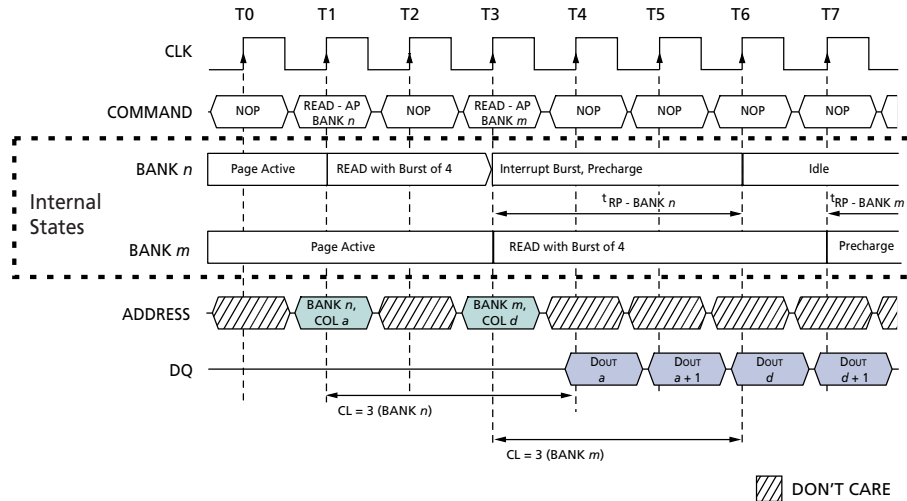 T0 T1 T2 T3 T4 T5 T6 T7
CLK
COMMAND NOP READ - AP BANK n NOP READ - AP BANK m NOP NOP NOP NOP
Internal States
BANK n Page Active READ with Burst of 4 Interrupt Burst, Precharge Idle
tRP - BANK n tRP - BANK m
BANK m Page Active READ with Burst of 4 Precharge
ADDRESS BANK n, COL a BANK m, COL d
DQ DOUT a DOUT a + 1 DOUT d DOUT d + 1
CL = 3 (BANK n)
CL = 3 (BANK m)
DON'T CARE